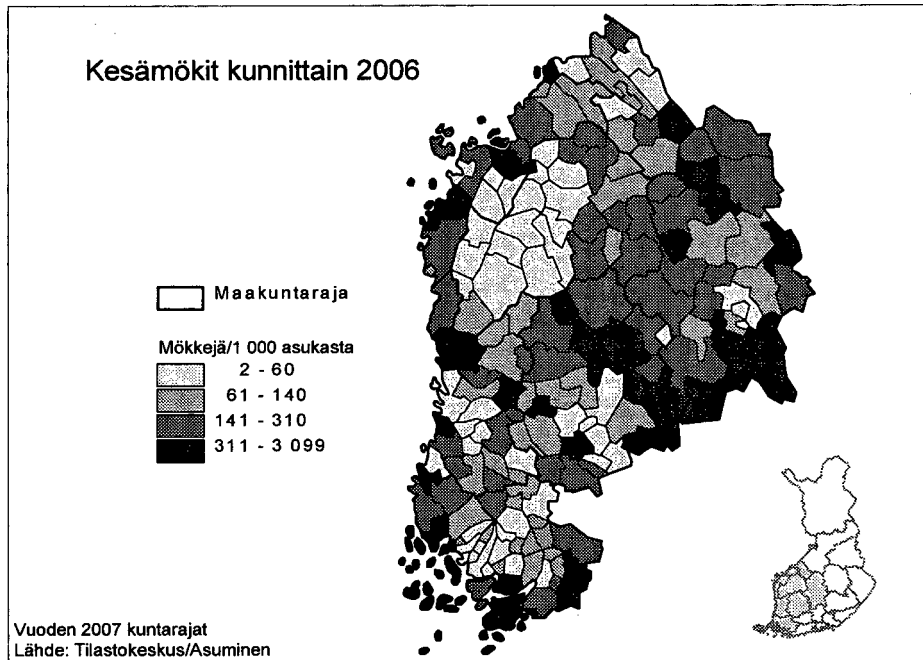 Kesämökit kunnittain 2006
Maakuntaraja
Mökkejä/1 000 asukasta
2 - 60
61 - 140
141 - 310
311 - 3 099
Vuoden 2007 kuntarajat
Lähde: Tilastokeskus/Asuminen